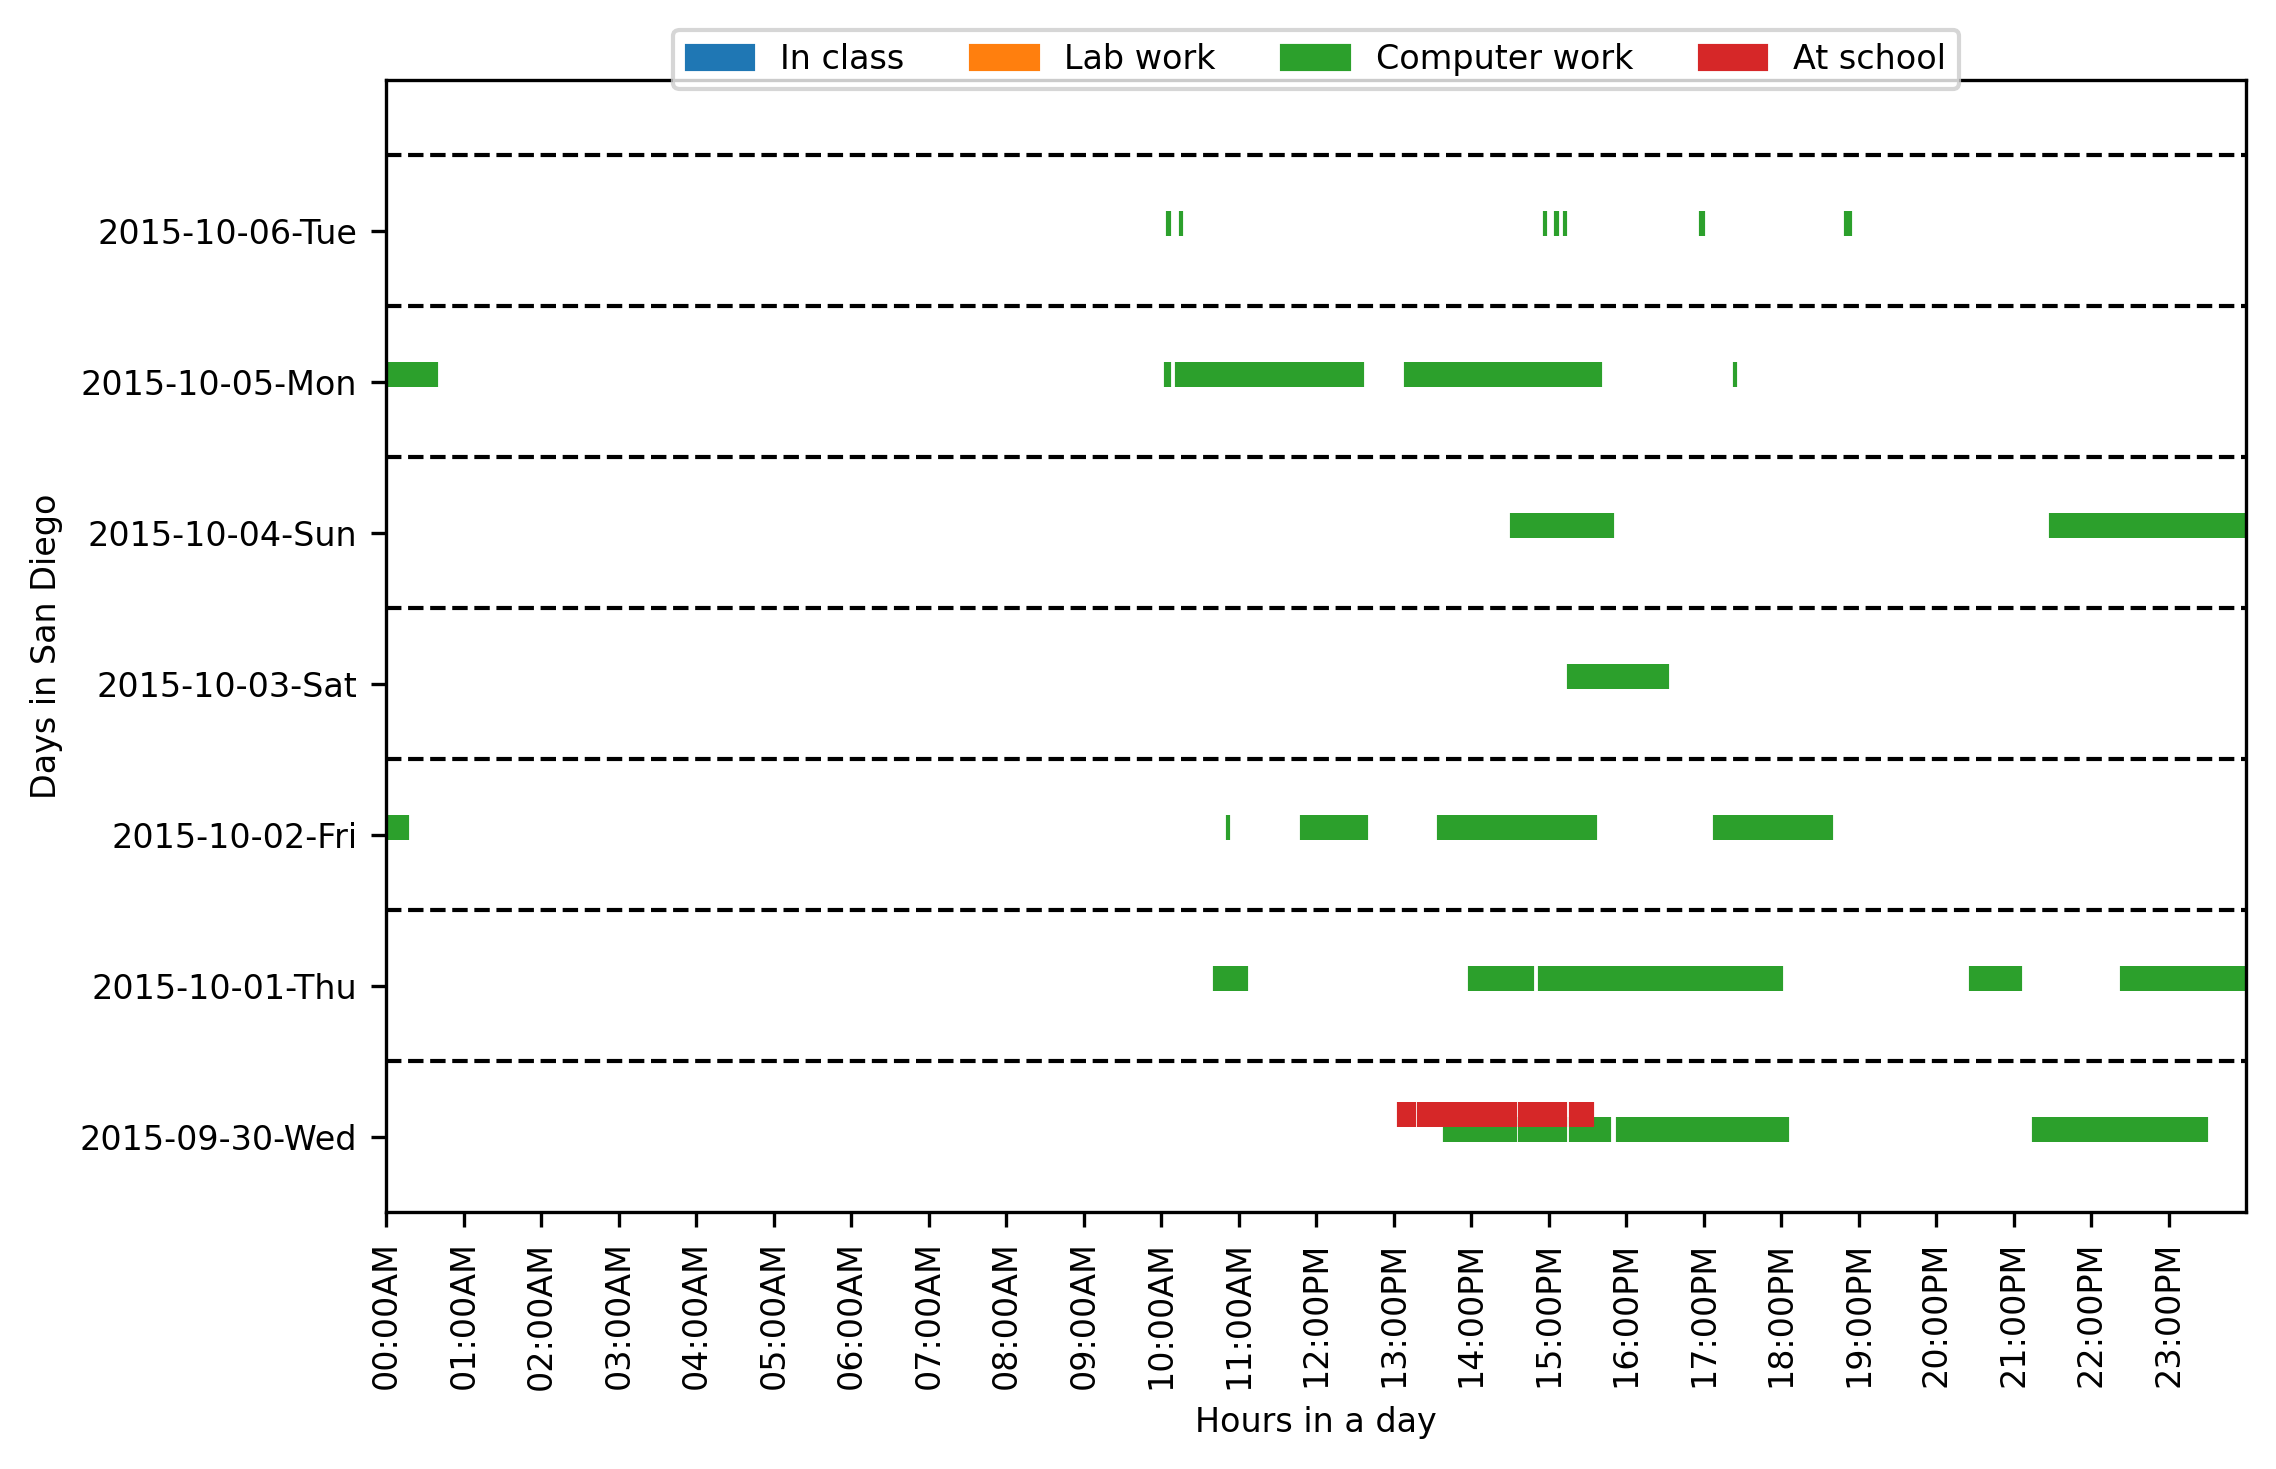 In class Lab work Computer work At school
2015-10-06-Tue
2015-10-05-Mon
2015-10-04-Sun
2015-10-03-Sat
2015-10-02-Fri
2015-10-01-Thu
2015-09-30-Wed
Days in San Diego
00:00AM
01:00AM
02:00AM
03:00AM
04:00AM
05:00AM
06:00AM
07:00AM
08:00AM
09:00AM
10:00AM
11:00AM
12:00PM
13:00PM
14:00PM
15:00PM
16:00PM
17:00PM
18:00PM
19:00PM
20:00PM
21:00PM
22:00PM
23:00PM
Hours in a day